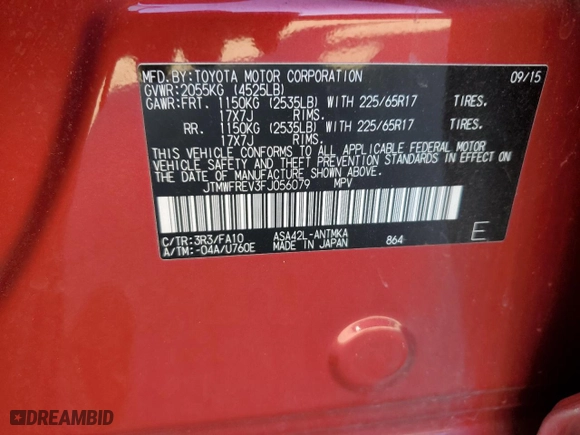 MFD.BY:TOYOTA MOTOR CORPORATION 09/15
GVWR:2055KG (4525LB)
GAWR:FRT. 1150KG (2535LB) WITH 225/65R17 TIRES.
17X7J RIMS.
RR. 1150KG (2535LB) WITH 225/65R17 TIRES.
17X7J RIMS.
THIS VEHICLE CONFORMS TO ALL APPLICABLE FEDERAL MOTOR
VEHICLE SAFETY AND THEFT PREVENTION STANDARDS IN EFFECT ON
THE DATE OF MANUFACTURE SHOWN ABOVE.
JTMWFREV3FJ056079 MPV
C/TR:3R3/FA10 ASA42L-ANTMKA 864 E
A/TM:-04A/U760E MADE IN JAPAN
DREAMBID